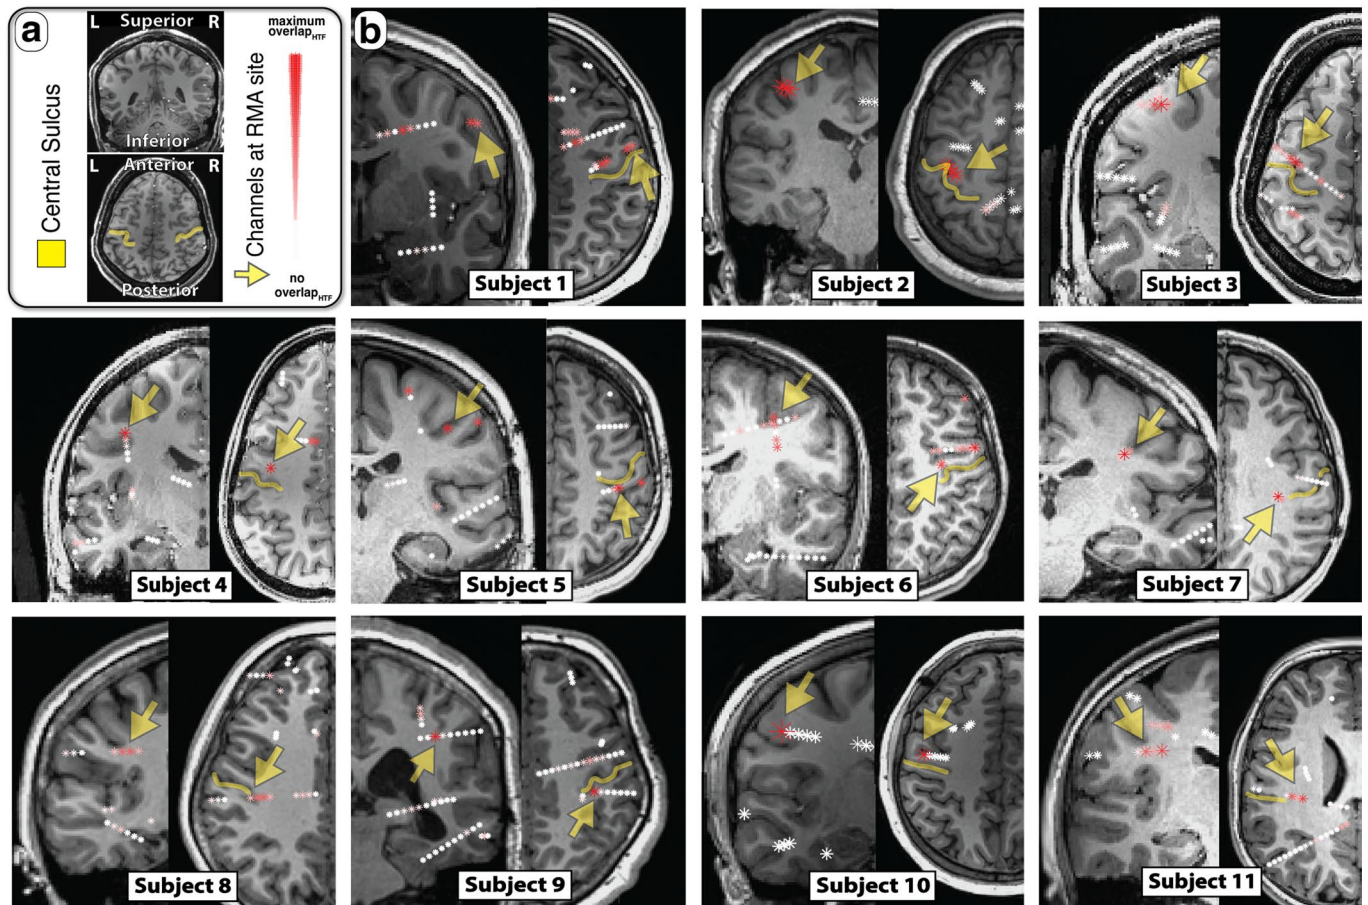 a
L Superior R
Inferior
Anterior
L R
Posterior
Central Sulcus
maximum
overlapHTF
Channels at RMA site
no
overlapHTF
b
Subject 1
Subject 2
Subject 3
Subject 4
Subject 5
Subject 6
Subject 7
Subject 8
Subject 9
Subject 10
Subject 11